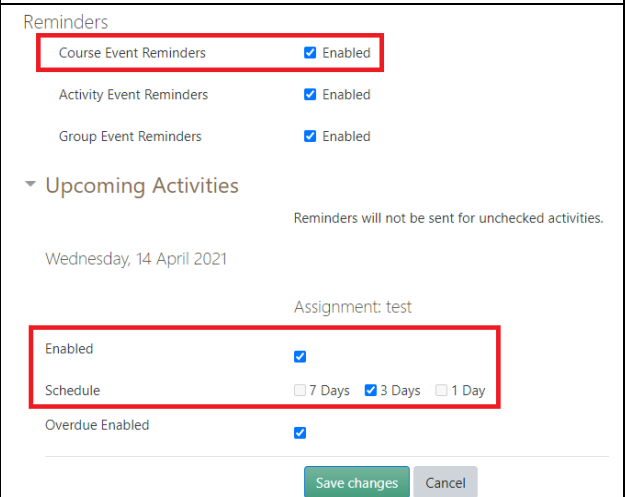 Reminders
Course Event Reminders Enabled
Activity Event Reminders Enabled
Group Event Reminders Enabled
Upcoming Activities
Reminders will not be sent for unchecked activities.
Wednesday, 14 April 2021
Assignment: test
Enabled
Schedule 7 Days 3 Days 1 Day
Overdue Enabled
Save changes Cancel